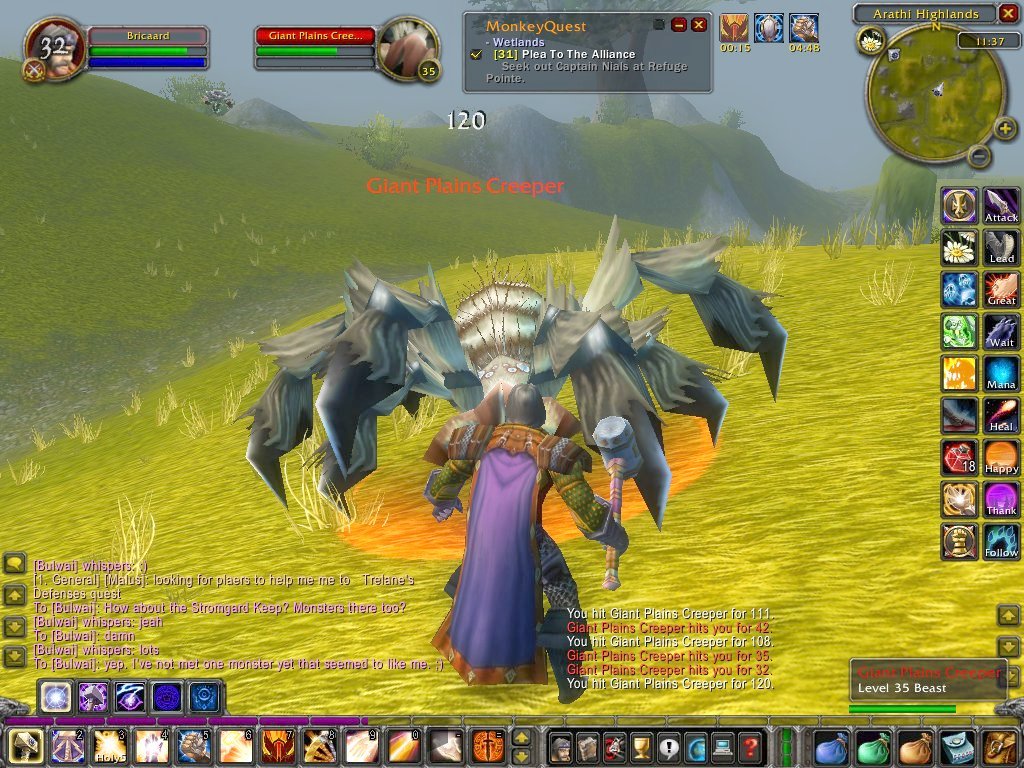 32
Bricaard
Giant Plains Cree...
35
MonkeyQuest
- Wetlands
[31] Plea To The Alliance
Seek out Captain Nials at Refuge
Pointe.
00:15
04:48
Arathi Highlands
N
11:37
120
Giant Plains Creeper
Attack
Lead
Great
Wait
Mana
Heal
18
Happy
Thank
Follow
[Bulwai] whispers: :)
[1. General] [Malus]: looking for plaers to help me me to Trelane's
Defenses quest
To [Bulwai]: How about the Stromgard Keep? Monsters there too?
[Bulwai] whispers: jeah
To [Bulwai]: damn
[Bulwai] whispers: lots
To [Bulwai]: yep. I've not met one monster yet that seemed to like me. ;)
You hit Giant Plains Creeper for 111.
Giant Plains Creeper hits you for 42.
You hit Giant Plains Creeper for 108.
Giant Plains Creeper hits you for 35.
Giant Plains Creeper hits you for 32.
You hit Giant Plains Creeper for 120.
Giant Plains Creeper
Level 35 Beast
2
3
4
5
6
7
8
9
0
-
=
Holy5